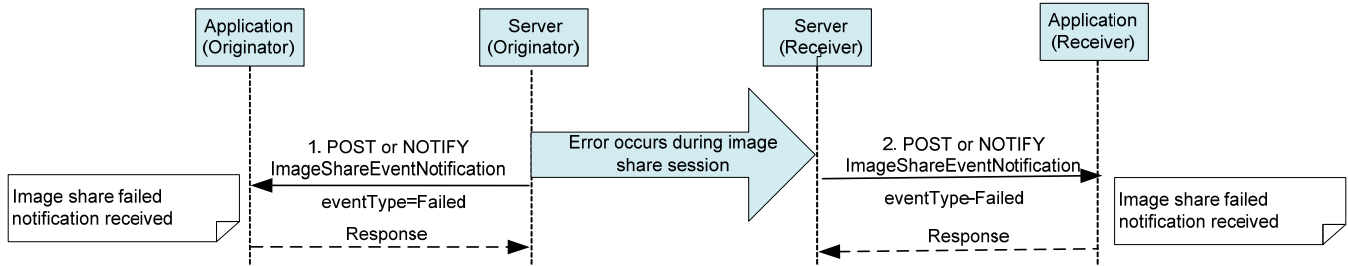 Application
(Originator)
Server
(Originator)
Server
(Receiver)
Application
(Receiver)
1. POST or NOTIFY
ImageShareEventNotification
eventType=Failed
Response
Error occurs during image
share session
2. POST or NOTIFY
ImageShareEventNotification
eventType–Failed
Response
Image share failed
notification received
Image share failed
notification received